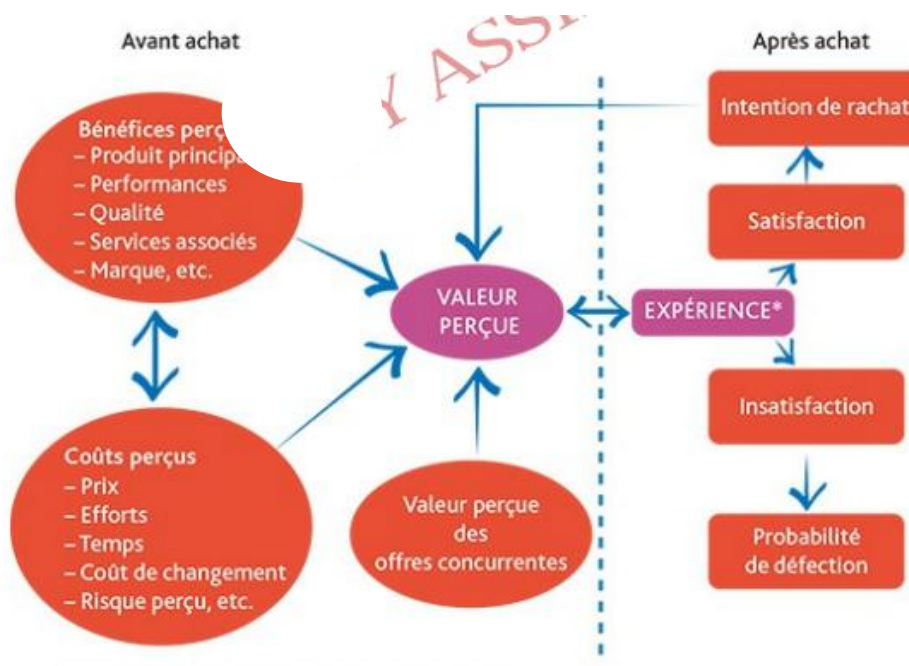 Avant achat
Après achat
Bénéfices
– Produit
– Performances
– Qualité
– Services associés
– Marque, etc.
Coûts perçus
– Prix
– Efforts
– Temps
– Coût de changement
– Risque perçu, etc.
VALEUR
PERÇUE
Valeur perçue
des
offres concurrentes
EXPÉRIENCE*
Intention de rachat
Satisfaction
Insatisfaction
Probabilité
de défection